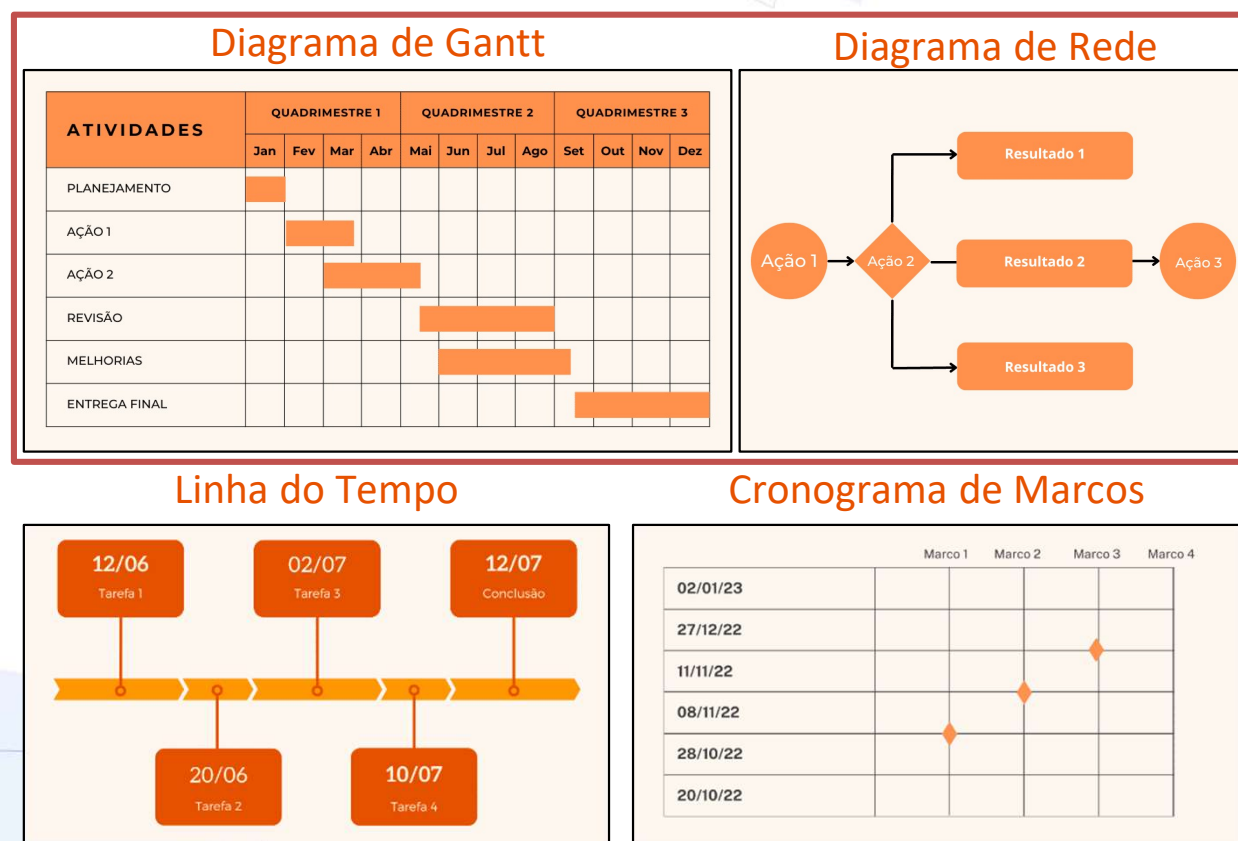 Diagrama de Gantt
ATIVIDADES
QUADRIMESTRE 1 QUADRIMESTRE 2 QUADRIMESTRE 3
Jan Fev Mar Abr Mai Jun Jul Ago Set Out Nov Dez
PLANEJAMENTO
AÇÃO 1
AÇÃO 2
REVISÃO
MELHORIAS
ENTREGA FINAL
Diagrama de Rede
Ação 1
Ação 2
Resultado 1
Resultado 2
Resultado 3
Ação 3
Linha do Tempo
12/06
Tarefa 1
02/07
Tarefa 3
12/07
Conclusão
20/06
Tarefa 2
10/07
Tarefa 4
Cronograma de Marcos
Marco 1 Marco 2 Marco 3 Marco 4
02/01/23
27/12/22
11/11/22
08/11/22
28/10/22
20/10/22